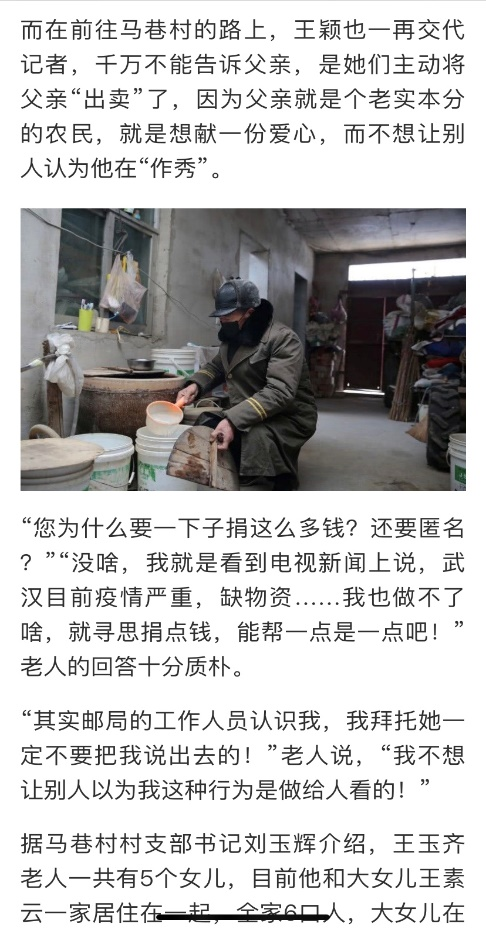 而在前往马巷村的路上，王颖也一再交代
记者，千万不能告诉父亲，是她们主动将
父亲“出卖”了，因为父亲就是个老实本分
的农民，就是想献一份爱心，而不想让别
人认为他在“作秀”。
“您为什么要一下子捐这么多钱？还要匿名
？”“没啥，我就是看到电视新闻上说，武
汉目前疫情严重，缺物资……我也做不了
啥，就寻思捐点钱，能帮一点是一点吧！”
老人的回答十分质朴。
“其实邮局的工作人员认识我，我拜托她一
定不要把我说出去的！”老人说，“我不想
让别人以为我这种行为是做给人看的！”
据马巷村村支部书记刘玉辉介绍，王玉齐
老人一共有5个女儿，目前他和大女儿王素
云一家居住在一起，全家6口人，大女儿在